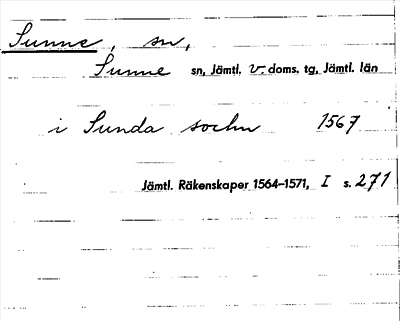 Sunne, sn,
Sunne sn, Jämtl. v. doms. tg, Jämtl. län
i Sunda sochn 1567
Jämtl. Räkenskaper 1564–1571, I s. 271